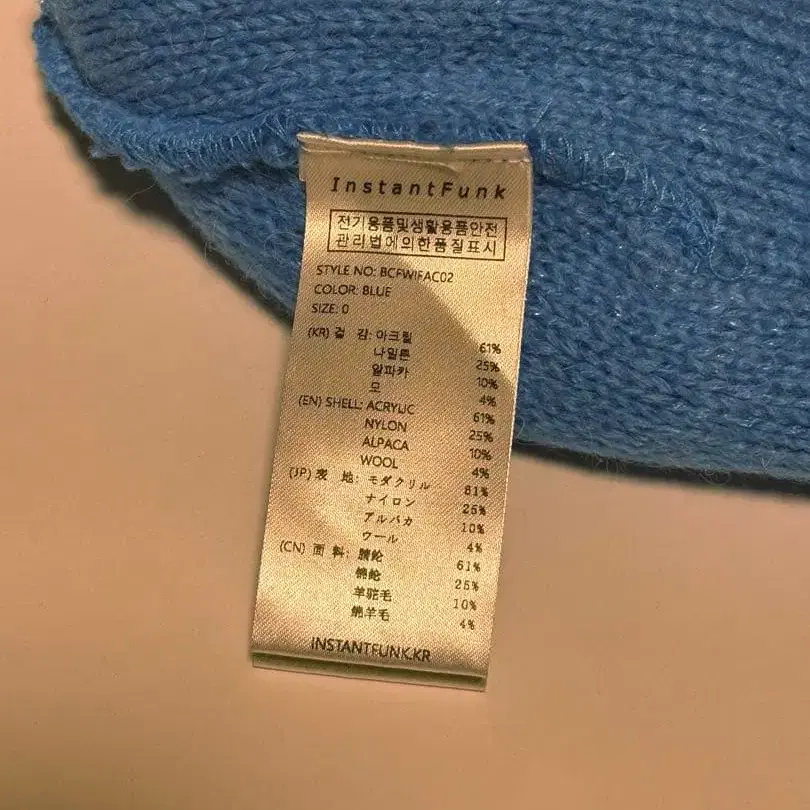 InstantFunk
전기용품및생활용품안전
관리법에의한품질표시
STYLE NO: BCFWIFAC02
COLOR: BLUE
SIZE: 0
(KR) 겉 감: 아크릴 61%
나일론 25%
알파카 10%
모 4%
(EN) SHELL: ACRYLIC 61%
NYLON 25%
ALPACA 10%
WOOL 4%
(JP) 表 地: モダクリル 61%
ナイロン 25%
アルパカ 10%
ウール 4%
(CN) 面 料: 腈纶 61%
锦纶 25%
羊驼毛 10%
绵羊毛 4%
INSTANTFUNK.KR